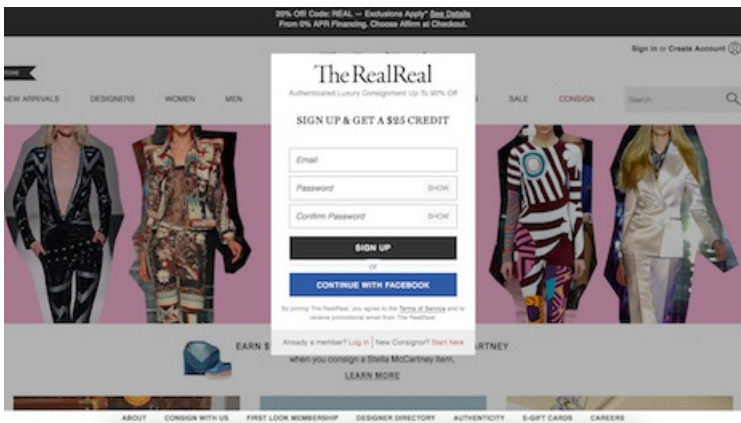 20% Off! Code: REAL — Exclusions Apply* See Details
From 0% APR Financing. Choose Affirm at Checkout.
Sign in or Create Account
NEW ARRIVALS DESIGNERS WOMEN MEN SALE CONSIGN Search
The RealReal
Authenticated Luxury Consignment Up To 90% Off
SIGN UP & GET A $25 CREDIT
Email
Password SHOW
Confirm Password SHOW
SIGN UP
or
CONTINUE WITH FACEBOOK
By joining The RealReal, you agree to the Terms of Service and to
receive promotional email from The RealReal.
Already a member? Log in New Consignor? Start here
EARN $
when you consign a Stella McCartney item.
LEARN MORE
ABOUT CONSIGN WITH US FIRST LOOK MEMBERSHIP DESIGNER DIRECTORY AUTHENTICITY E-GIFT CARDS CAREERS